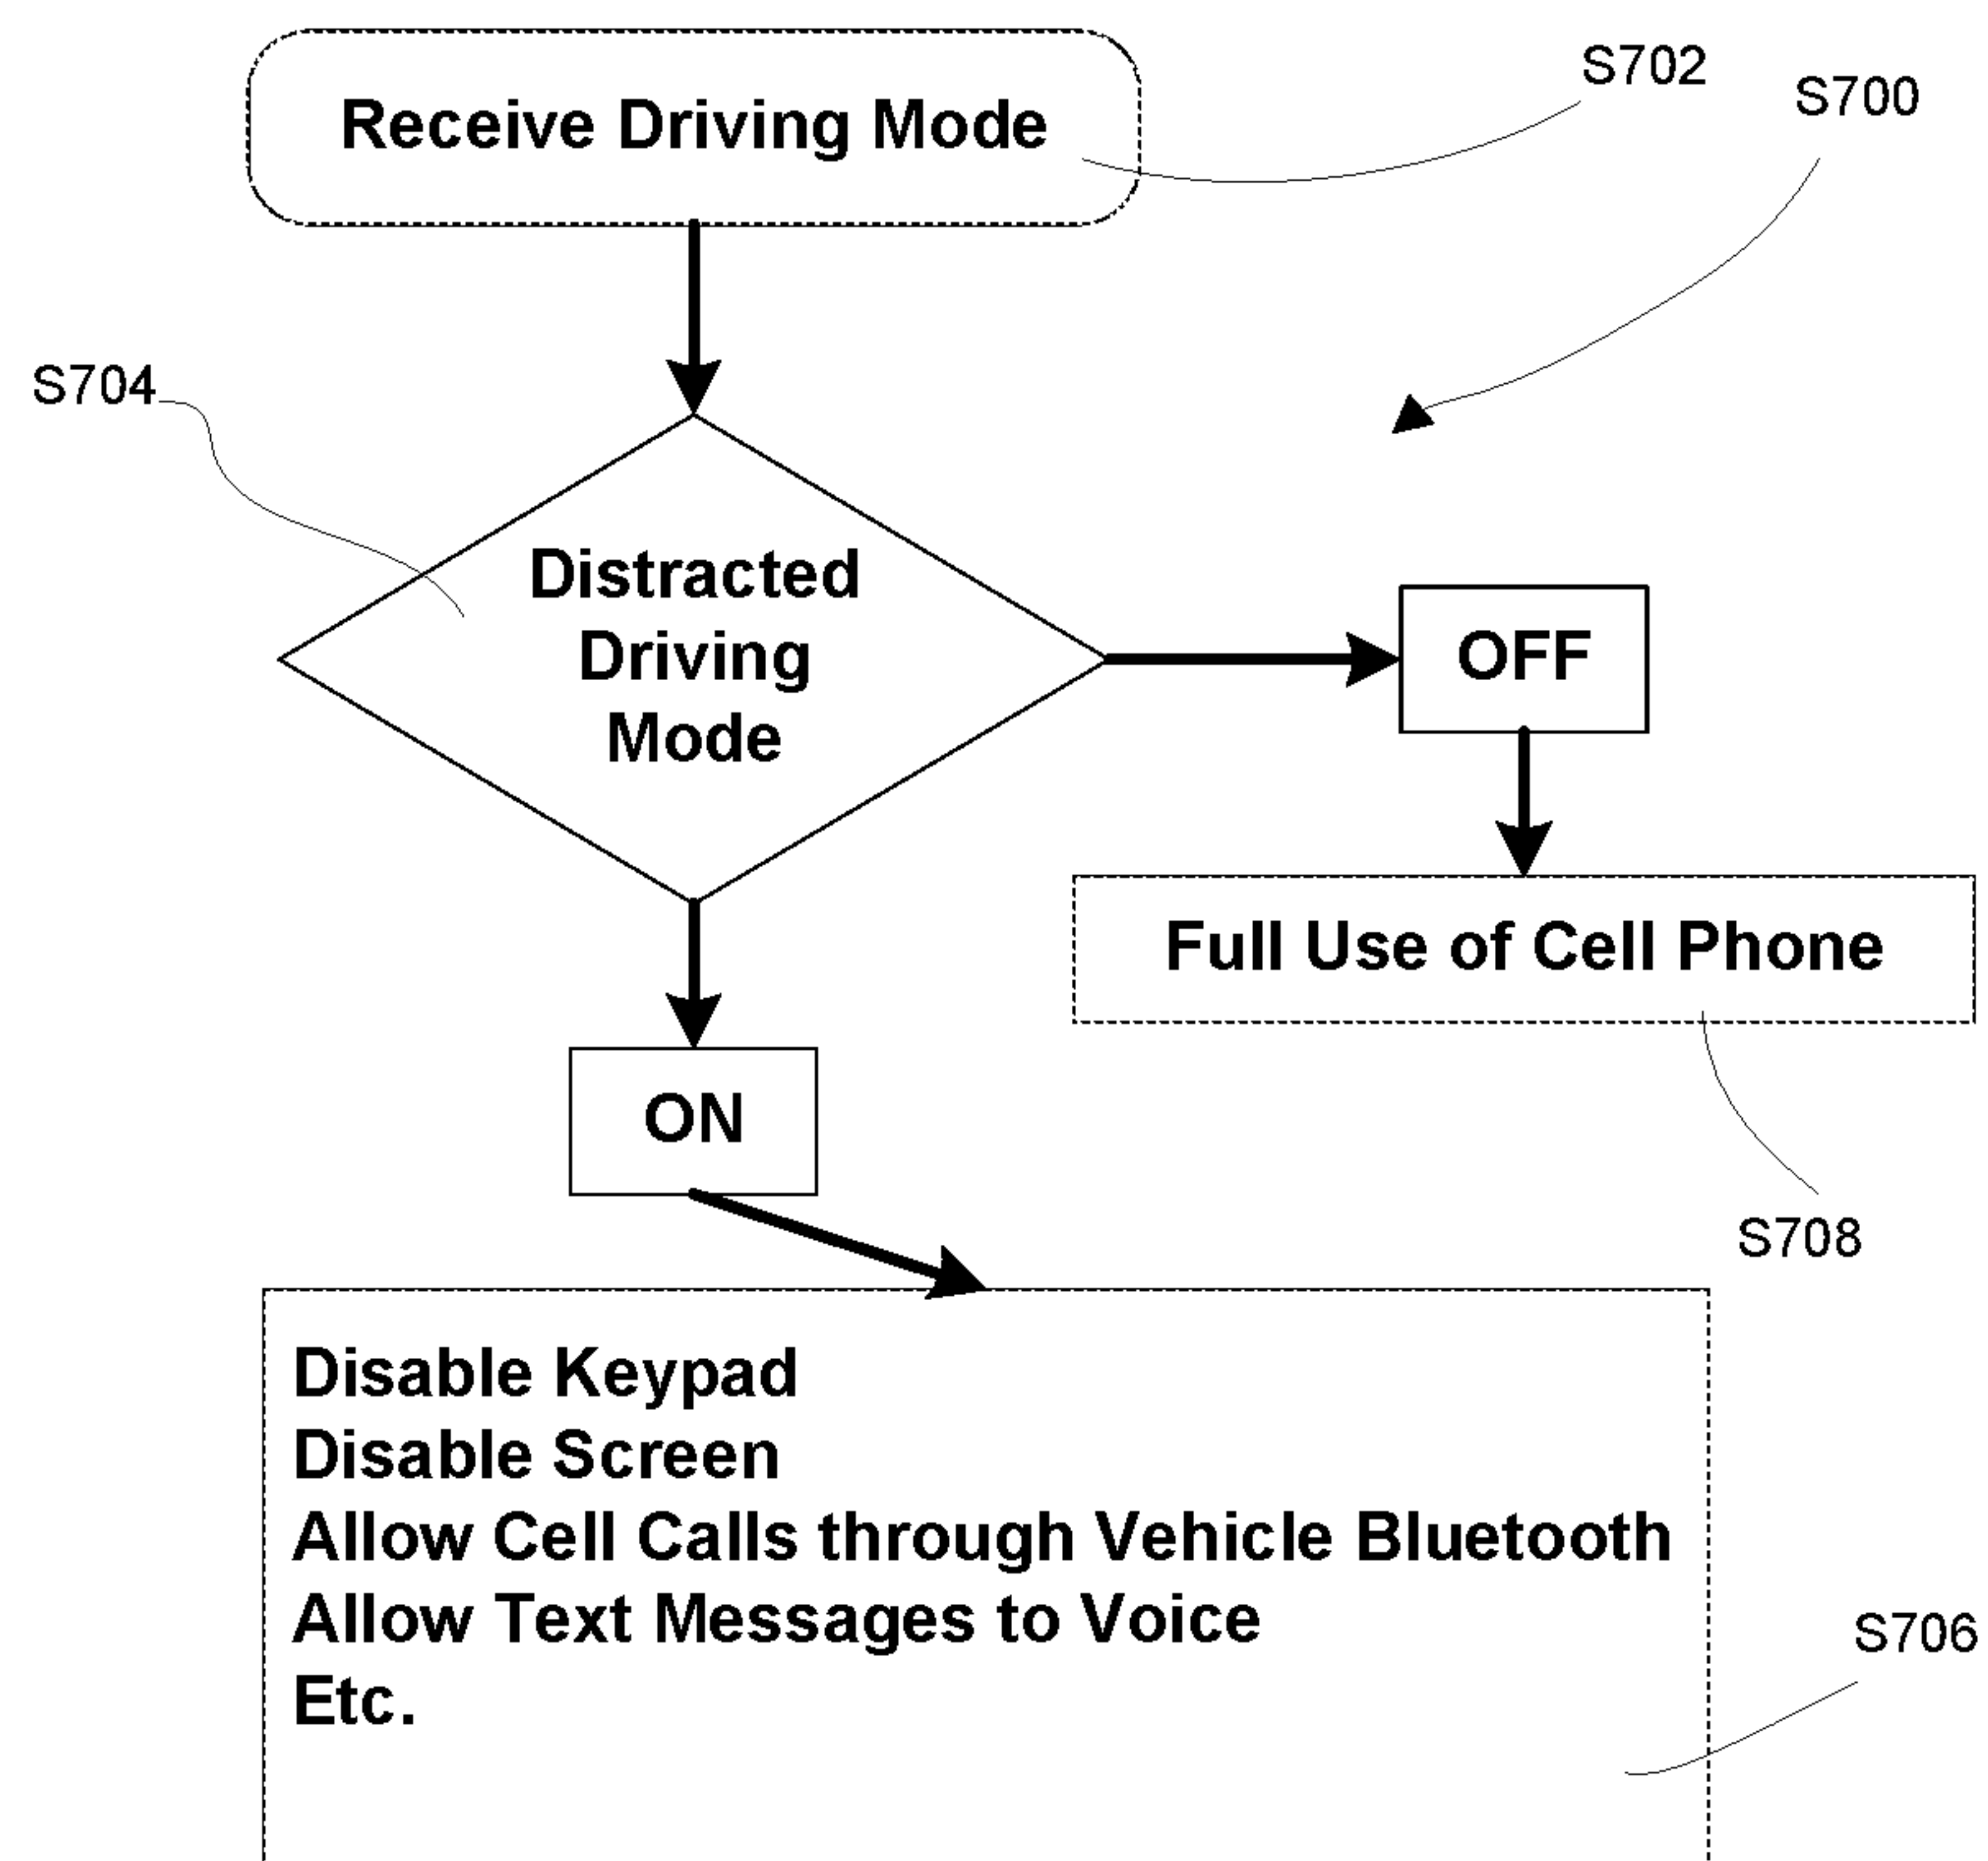 S702
S700
Receive Driving Mode
S704
Distracted
Driving
Mode
OFF
Full Use of Cell Phone
ON
S708
Disable Keypad
Disable Screen
Allow Cell Calls through Vehicle Bluetooth
Allow Text Messages to Voice
Etc.
S706